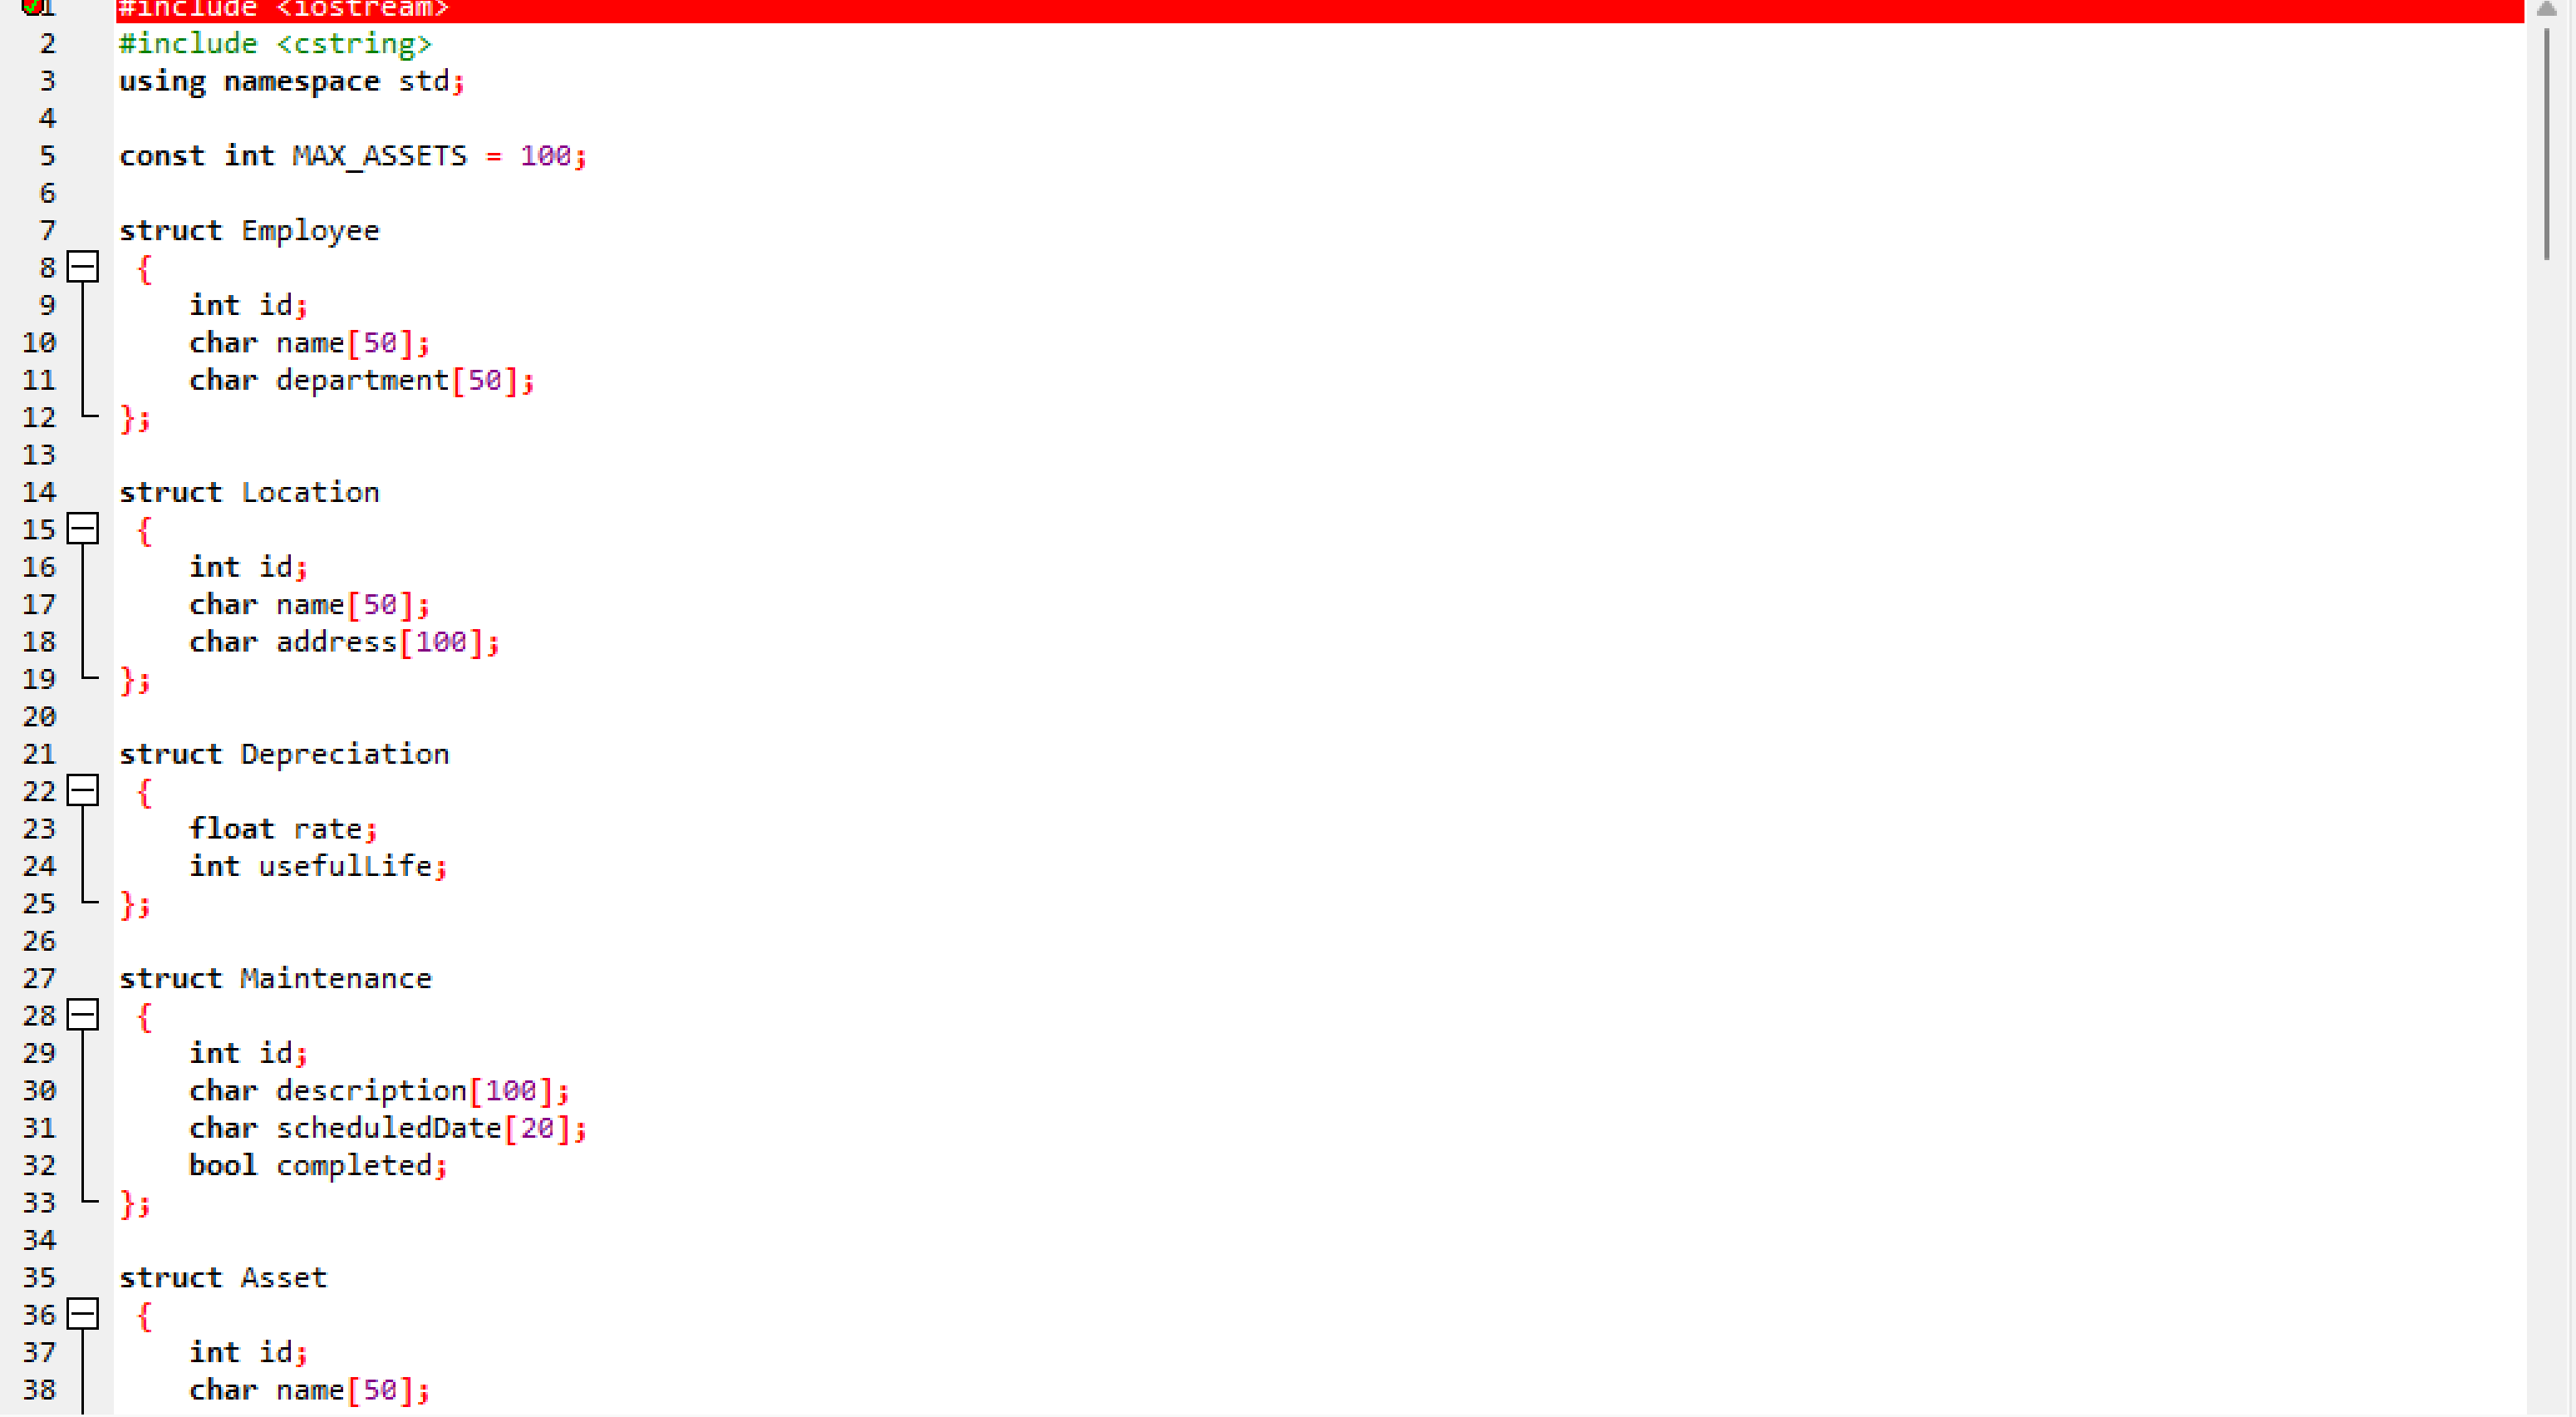 1 #include <iostream>
2 #include <cstring>
3 using namespace std;
4
5 const int MAX_ASSETS = 100;
6
7 struct Employee
8 {
9 int id;
10 char name[50];
11 char department[50];
12 };
13
14 struct Location
15 {
16 int id;
17 char name[50];
18 char address[100];
19 };
20
21 struct Depreciation
22 {
23 float rate;
24 int usefulLife;
25 };
26
27 struct Maintenance
28 {
29 int id;
30 char description[100];
31 char scheduledDate[20];
32 bool completed;
33 };
34
35 struct Asset
36 {
37 int id;
38 char name[50];